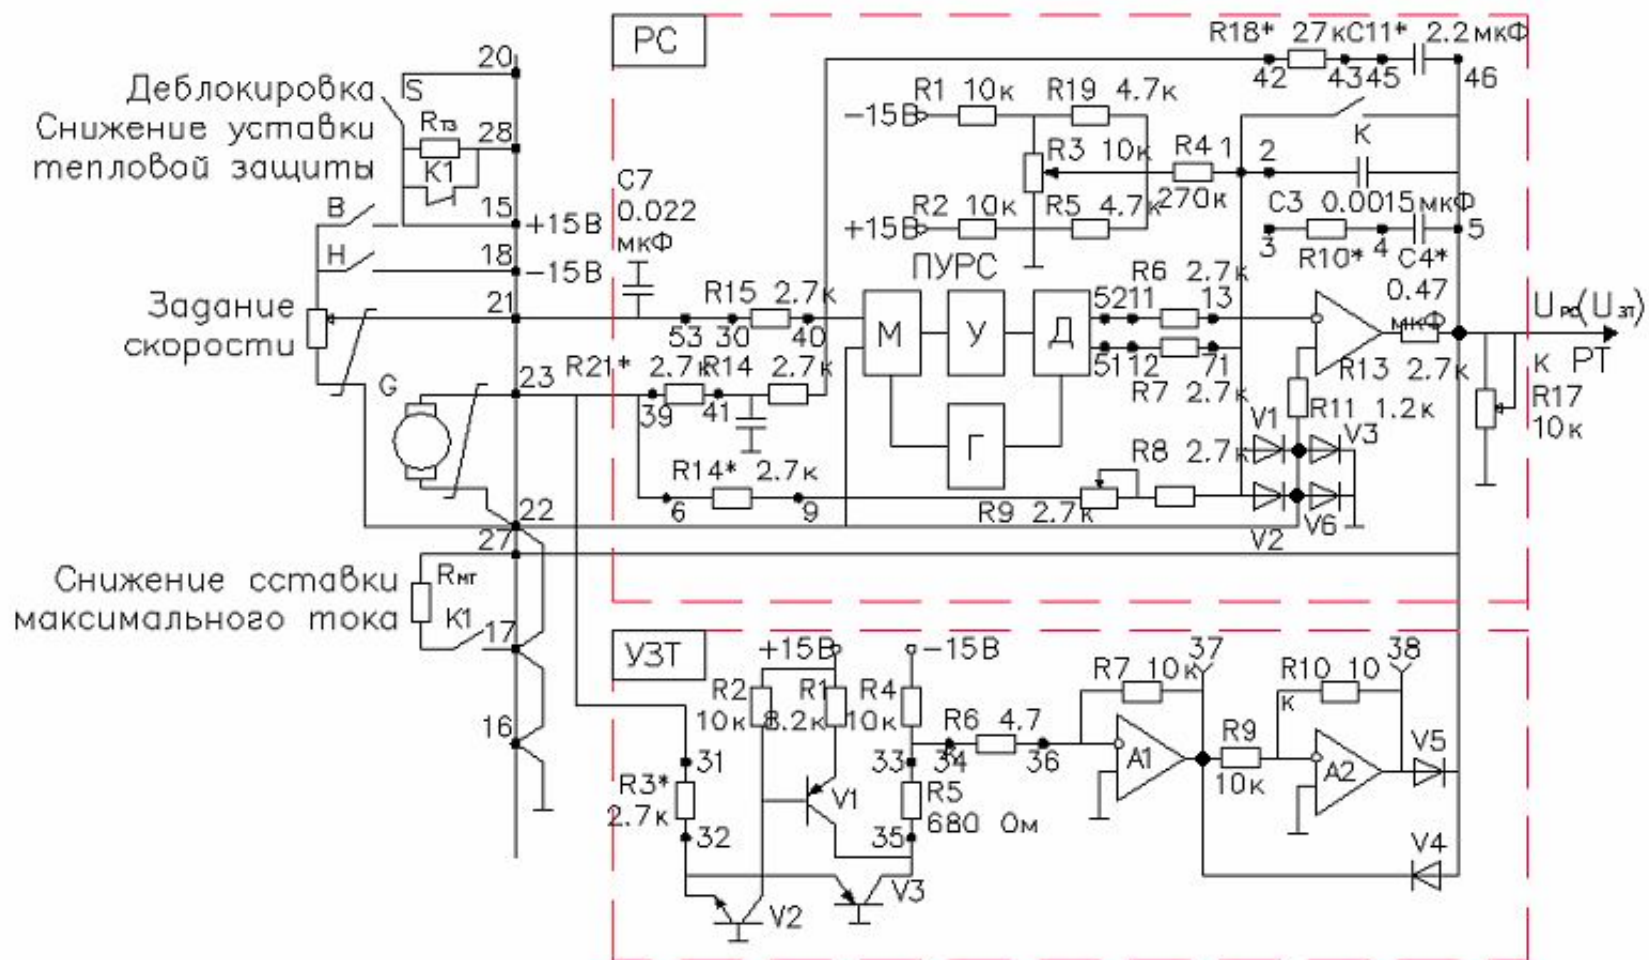 РС
R18* 27к C11* 2.2 мкФ
42 43 45 46
20
Деблокировка S
Снижение уставки Rтз 28
тепловой защиты K1
R1 10к R19 4.7к
-15В
R3 10к R4 1 2 К
270к
C7
0.022
мкФ
В 15 +15В
Н 18 -15В
R2 10к R5 4.7к
+15В
C3 0.0015 мкФ
3 4 5
R10* C4*
0.47
мкФ
ПУРС
R6 2.7к
Задание
скорости
21
R15 2.7к
53 30 40
М У Д
52 11 13
51 12 71
R7 2.7к
Uрс(Uзт)
РТ
R13 2.7к
К
R17
10к
G 23
R21* 2.7к R14 2.7к
39 41
Г
R11 1.2к
V1 V3
R8 2.7к
R14* 2.7к
6 9 R9 2.7к
V2 V6
22
27
Снижение сставки Rмт
максимального тока K1 17
16
УЗТ
+15В -15В
R2 R1 R4
10к 8.2к 10к
R6 4.7
33 34 36
R7 10к 37
R10 10 38
к
A1 R9 A2 V5
10к
31
R3*
2.7к
32
V1
R5
680 Ом
35
V4
V2 V3